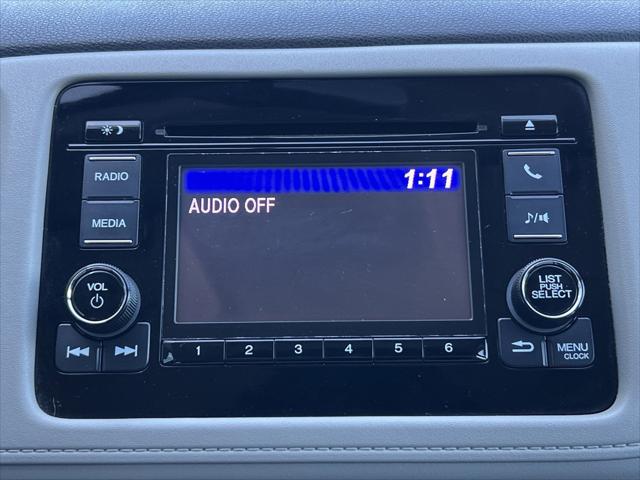 1:11
AUDIO OFF
RADIO
MEDIA
VOL
LIST
PUSH
SELECT
1 2 3 4 5 6
MENU
CLOCK